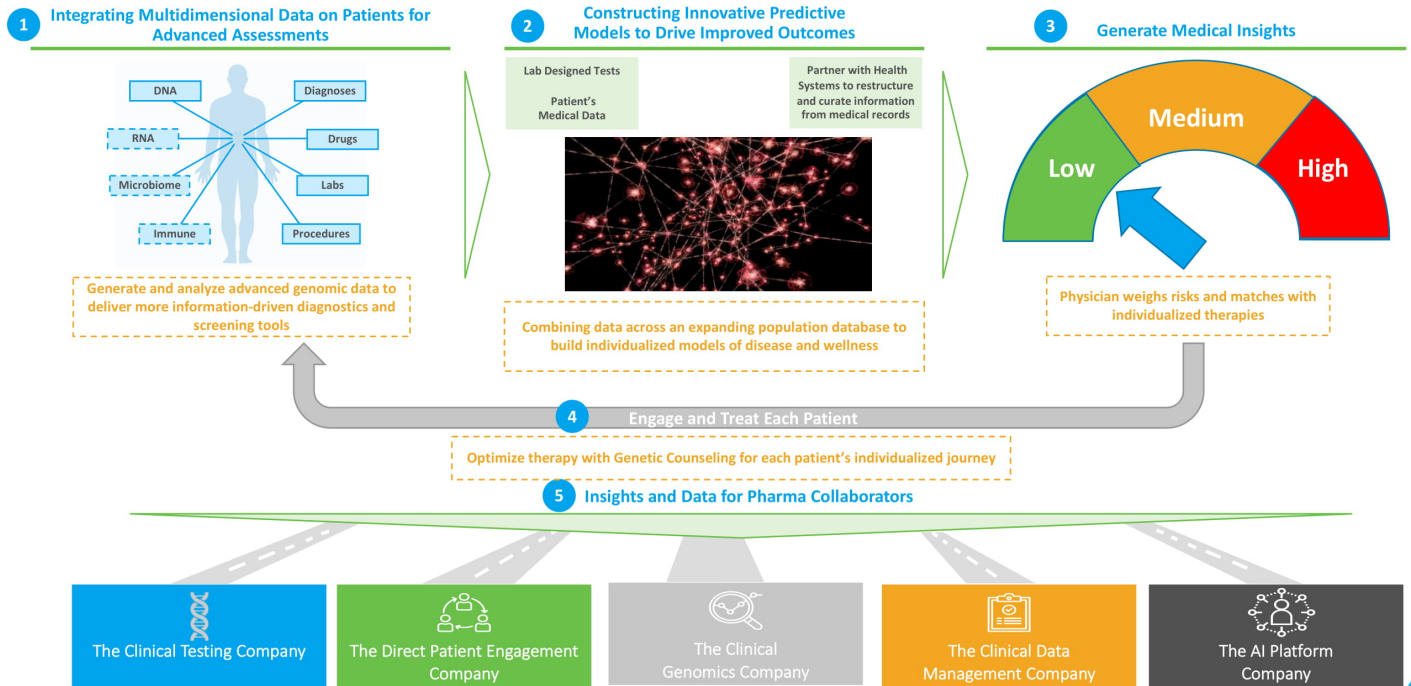 1
Integrating Multidimensional Data on Patients for
Advanced Assessments
DNA
RNA
Microbiome
Immune
Diagnoses
Drugs
Labs
Procedures
Generate and analyze advanced genomic data to
deliver more information-driven diagnostics and
screening tools
2
Constructing Innovative Predictive
Models to Drive Improved Outcomes
Lab Designed Tests
Patient's
Medical Data
Partner with Health
Systems to restructure
and curate information
from medical records
Combining data across an expanding population database to
build individualized models of disease and wellness
3
Generate Medical Insights
Low
Medium
High
Physician weighs risks and matches with
individualized therapies
4
Engage and Treat Each Patient
Optimize therapy with Genetic Counseling for each patient's individualized journey
5
Insights and Data for Pharma Collaborators
The Clinical Testing Company
The Direct Patient Engagement
Company
The Clinical
Genomics Company
The Clinical Data
Management Company
The AI Platform
Company